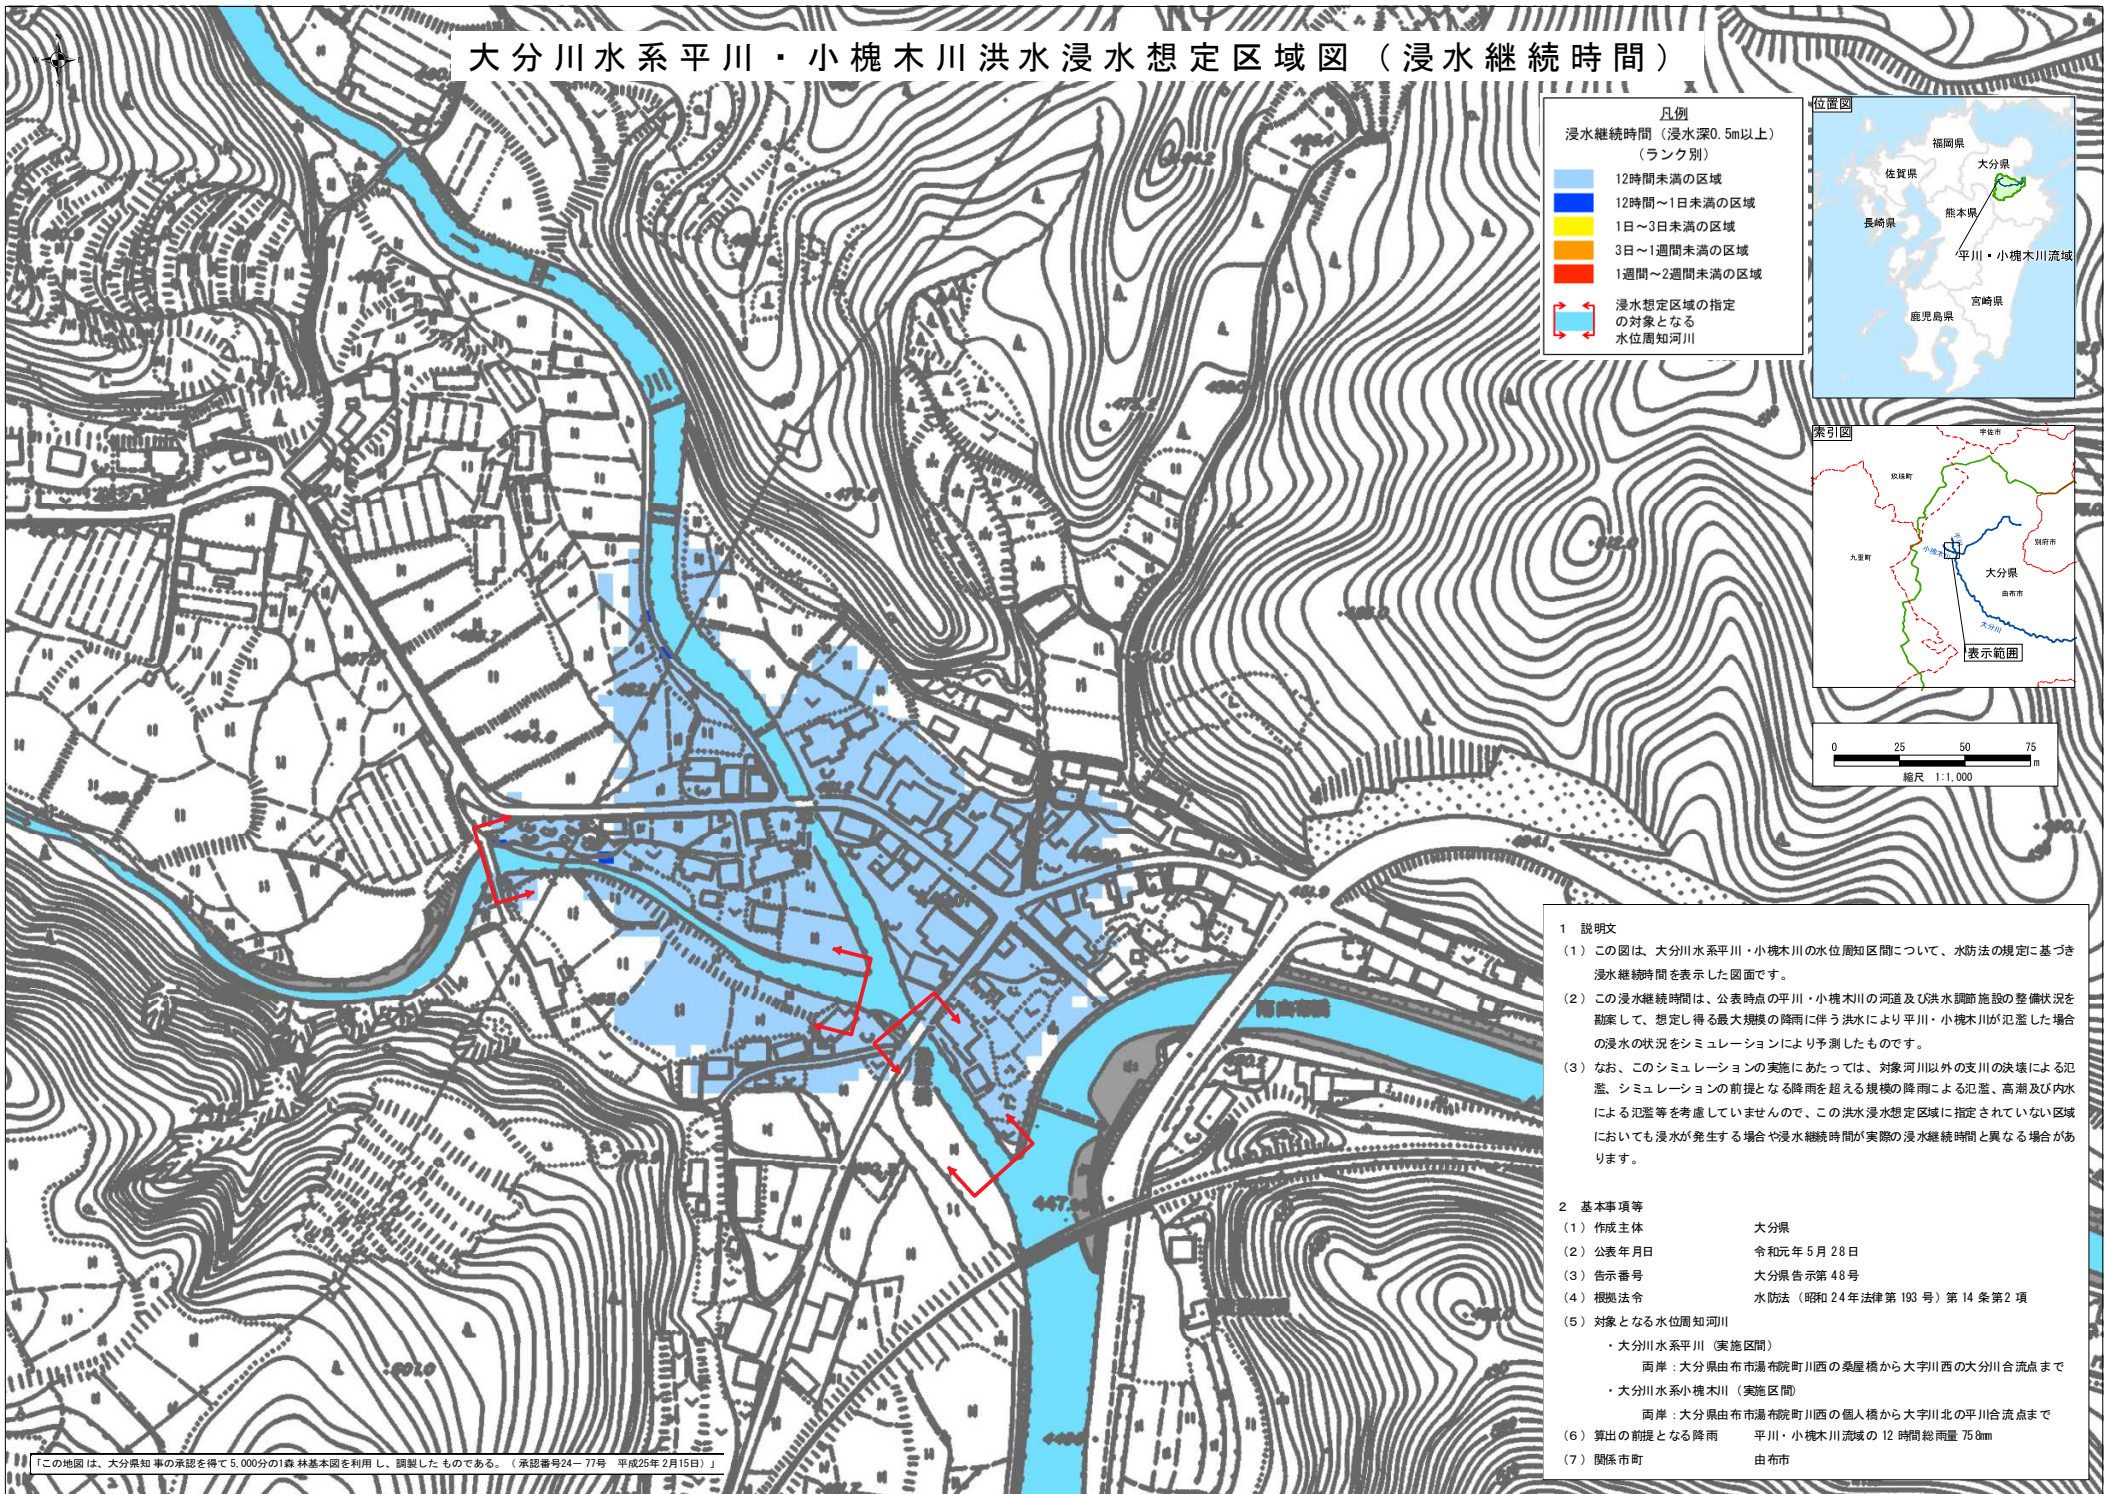 大分川水系平川・小槐木川洪水浸水想定区域図（浸水継続時間）
凡例
浸水継続時間（浸水深0.5m以上）
（ランク別）
12時間未満の区域
12時間～1日未満の区域
1日～3日未満の区域
3日～1週間未満の区域
1週間～2週間未満の区域
浸水想定区域の指定
の対象となる
水位周知河川
位置図
福岡県
大分県
佐賀県
熊本県
長崎県
平川・小槐木川流域
宮崎県
鹿児島県
索引図
宇佐市
玖珠町
別府市
九重町
大分県
由布市
大分川
表示範囲
0 25 50 75
m
縮尺 1:1,000
1 説明文
（1）この図は、大分川水系平川・小槐木川の水位周知区間について、水防法の規定に基づき
浸水継続時間を表示した図面です。
（2）この浸水継続時間は、公表時点の平川・小槐木川の河道及び洪水調節施設の整備状況を
勘案して、想定し得る最大規模の降雨に伴う洪水により平川・小槐木川が氾濫した場合
の浸水の状況をシミュレーションにより予測したものです。
（3）なお、このシミュレーションの実施にあたっては、対象河川以外の支川の決壊による氾
濫、シミュレーションの前提となる降雨を超える規模の降雨による氾濫、高潮及び内水
による氾濫等を考慮していませんので、この洪水浸水想定区域に指定されていない区域
においても浸水が発生する場合や浸水継続時間が実際の浸水継続時間と異なる場合があ
ります。
2 基本事項等
（1）作成主体 大分県
（2）公表年月日 令和元年5月28日
（3）告示番号 大分県告示第48号
（4）根拠法令 水防法（昭和24年法律第193号）第14条第2項
（5）対象となる水位周知河川
・大分川水系平川（実施区間）
両岸：大分県由布市湯布院町川西の桑屋橋から大字川西の大分川合流点まで
・大分川水系小槐木川（実施区間）
両岸：大分県由布市湯布院町川西の個人橋から大字川北の平川合流点まで
（6）算出の前提となる降雨 平川・小槐木川流域の12時間総雨量758mm
（7）関係市町 由布市
「この地図は、大分県知事の承認を得て5,000分の1森林基本図を利用し、調製したものである。（承認番号24－77号 平成25年2月15日）」